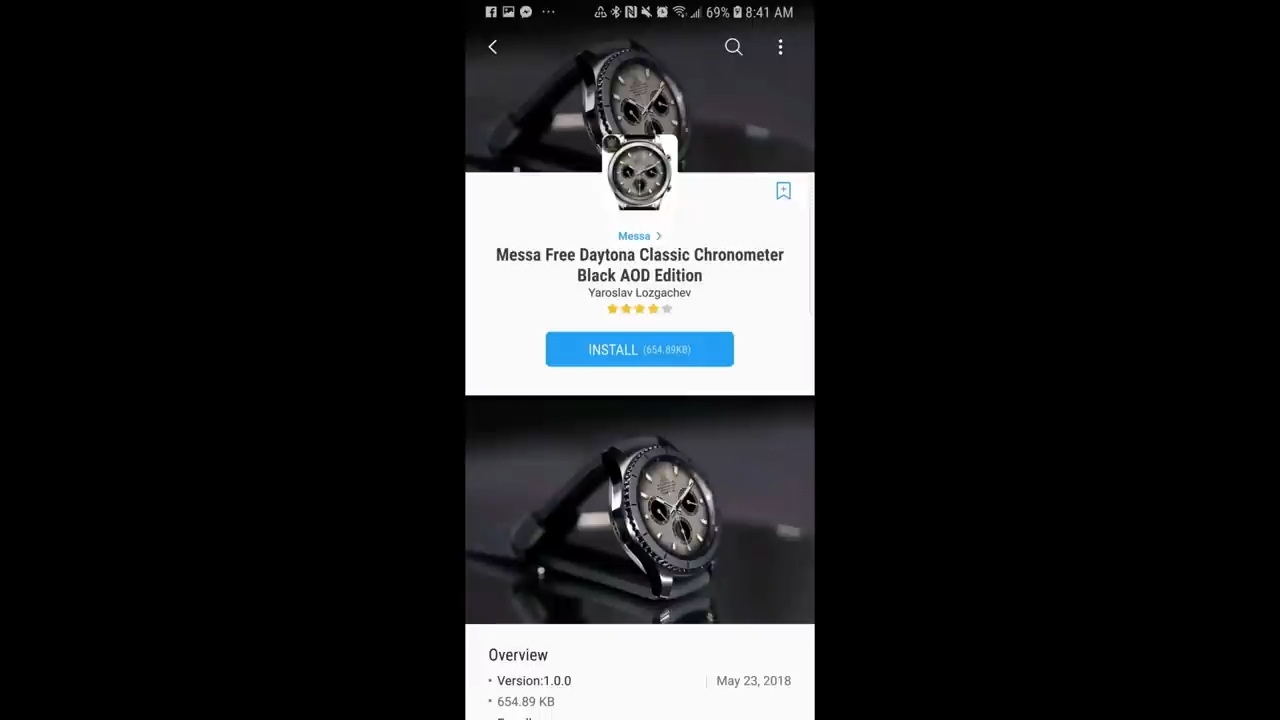 69% 8:41 AM
Messa
Messa Free Daytona Classic Chronometer
Black AOD Edition
Yaroslav Lozgachev
INSTALL (654.89KB)
Overview
• Version:1.0.0 May 23, 2018
• 654.89 KB